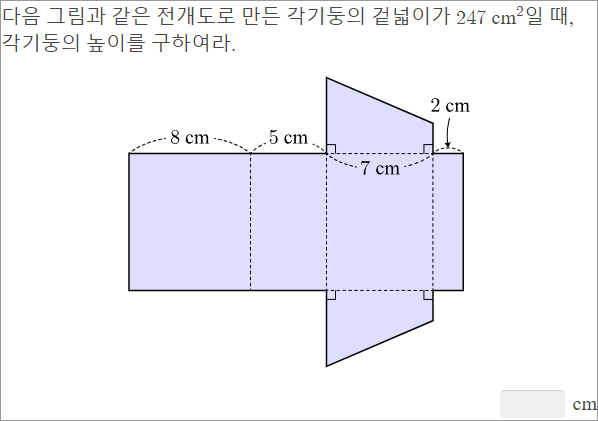 다음 그림과 같은 전개도로 만든 각기둥의 겉넓이가 247 cm²일 때,
각기둥의 높이를 구하여라.
2 cm
8 cm
5 cm
7 cm
cm